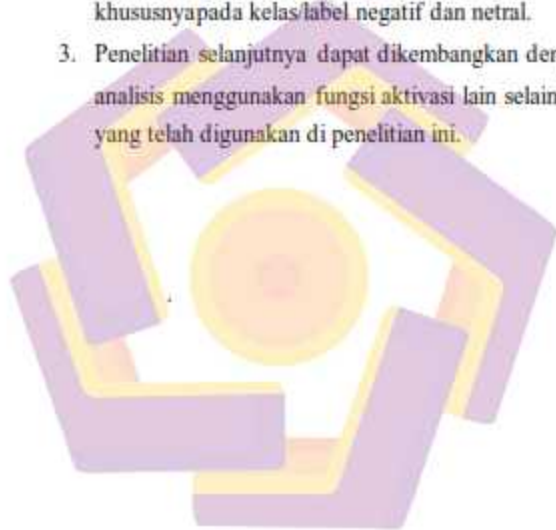 khususnyapada kelas/label negatif dan netral.
3. Penelitian selanjutnya dapat dikembangkan
analisis menggunakan fungsi aktivasi lain selain
yang telah digunakan di penelitian ini.